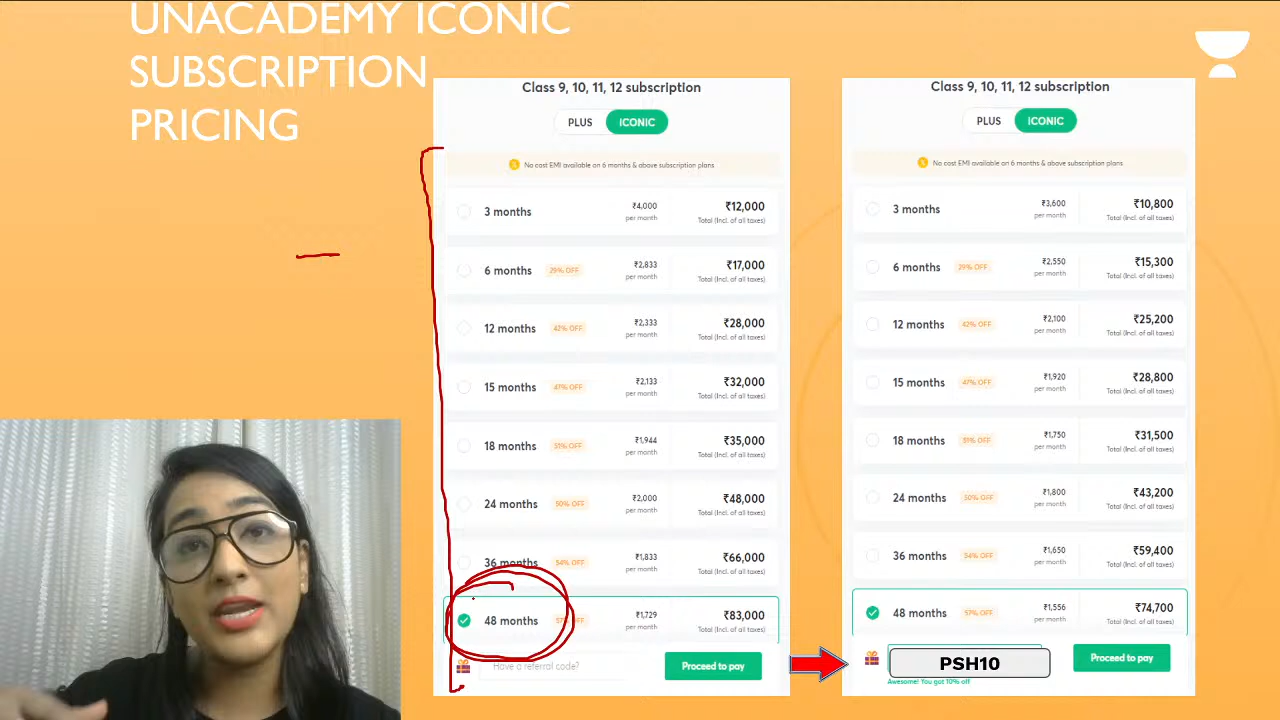 UNACADEMY ICONIC
SUBSCRIPTION
PRICING
Class 9, 10, 11, 12 subscription
PLUS ICONIC
No cost EMI available on 6 months & above subscription plans
3 months ₹4,000 per month ₹12,000 Total (Incl. of all taxes)
6 months 29% OFF ₹2,833 per month ₹17,000 Total (Incl. of all taxes)
12 months 42% OFF ₹2,333 per month ₹28,000 Total (Incl. of all taxes)
15 months 47% OFF ₹2,133 per month ₹32,000 Total (Incl. of all taxes)
18 months 51% OFF ₹1,944 per month ₹35,000 Total (Incl. of all taxes)
24 months 50% OFF ₹2,000 per month ₹48,000 Total (Incl. of all taxes)
36 months 54% OFF ₹1,833 per month ₹66,000 Total (Incl. of all taxes)
48 months 57% OFF ₹1,729 per month ₹83,000 Total (Incl. of all taxes)
Have a referral code? Proceed to pay
Class 9, 10, 11, 12 subscription
PLUS ICONIC
No cost EMI available on 6 months & above subscription plans
3 months ₹3,600 per month ₹10,800 Total (Incl. of all taxes)
6 months 29% OFF ₹2,550 per month ₹15,300 Total (Incl. of all taxes)
12 months 42% OFF ₹2,100 per month ₹25,200 Total (Incl. of all taxes)
15 months 47% OFF ₹1,920 per month ₹28,800 Total (Incl. of all taxes)
18 months 51% OFF ₹1,750 per month ₹31,500 Total (Incl. of all taxes)
24 months 50% OFF ₹1,800 per month ₹43,200 Total (Incl. of all taxes)
36 months 54% OFF ₹1,650 per month ₹59,400 Total (Incl. of all taxes)
48 months 57% OFF ₹1,556 per month ₹74,700 Total (Incl. of all taxes)
PSH10 Proceed to pay
Awesome! You got 10% off